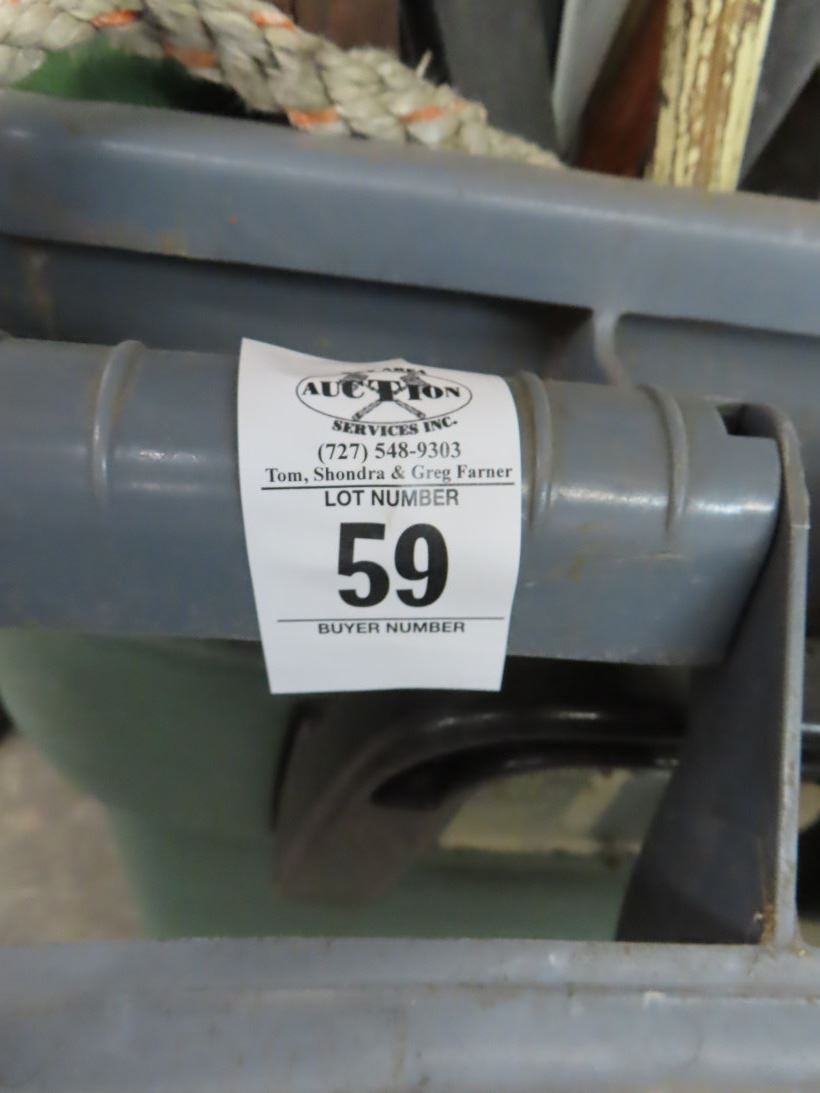 AUCTION
SERVICES INC.
(727) 548-9303
Tom, Shondra & Greg Farner
LOT NUMBER
59
BUYER NUMBER